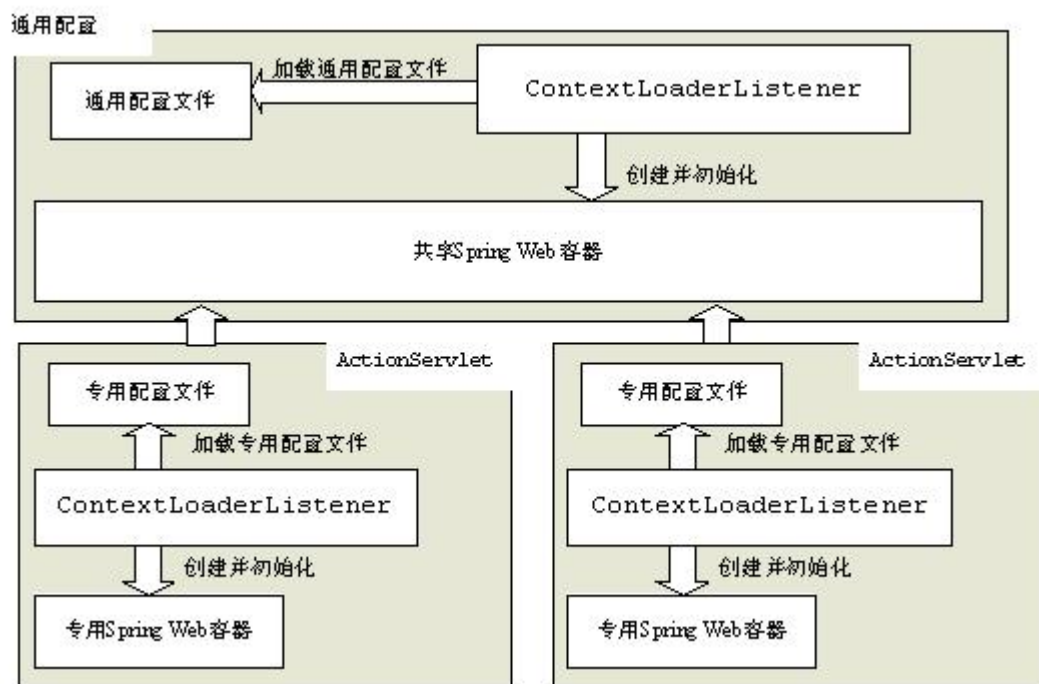 通用配置
加载通用配置文件
通用配置文件
ContextLoaderListener
创建并初始化
共享Spring Web 容器
ActionServlet
专用配置文件
加载专用配置文件
ContextLoaderListener
创建并初始化
专用Spring Web容器
ActionServlet
专用配置文件
加载专用配置文件
ContextLoaderListener
创建并初始化
专用Spring Web容器